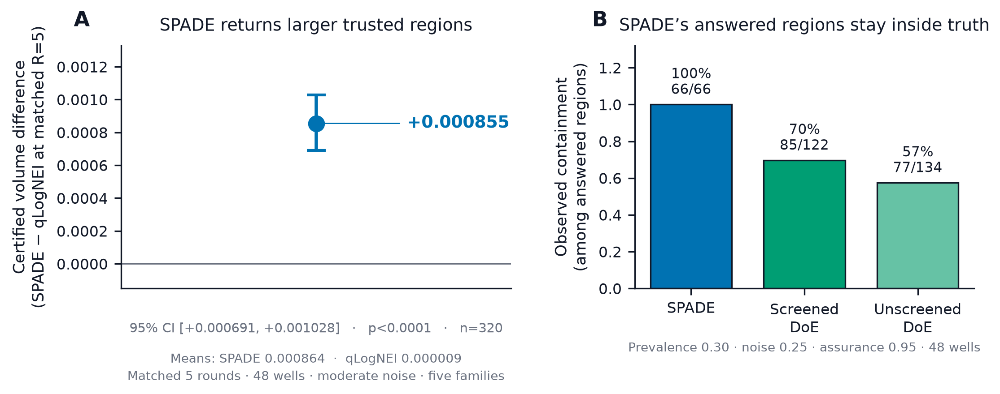 A
SPADE returns larger trusted regions
Certified volume difference
(SPADE − qLogNEI at matched R=5)
0.0012
0.0010
0.0008
0.0006
0.0004
0.0002
0.0000
+0.000855
95% CI [+0.000691, +0.001028] · p<0.0001 · n=320
Means: SPADE 0.000864 · qLogNEI 0.000009
Matched 5 rounds · 48 wells · moderate noise · five families
B
SPADE’s answered regions stay inside truth
Observed containment
(among answered regions)
1.2
1.0
0.8
0.6
0.4
0.2
0.0
100%
66/66
70%
85/122
57%
77/134
SPADE
Screened
DoE
Unscreened
DoE
Prevalence 0.30 · noise 0.25 · assurance 0.95 · 48 wells